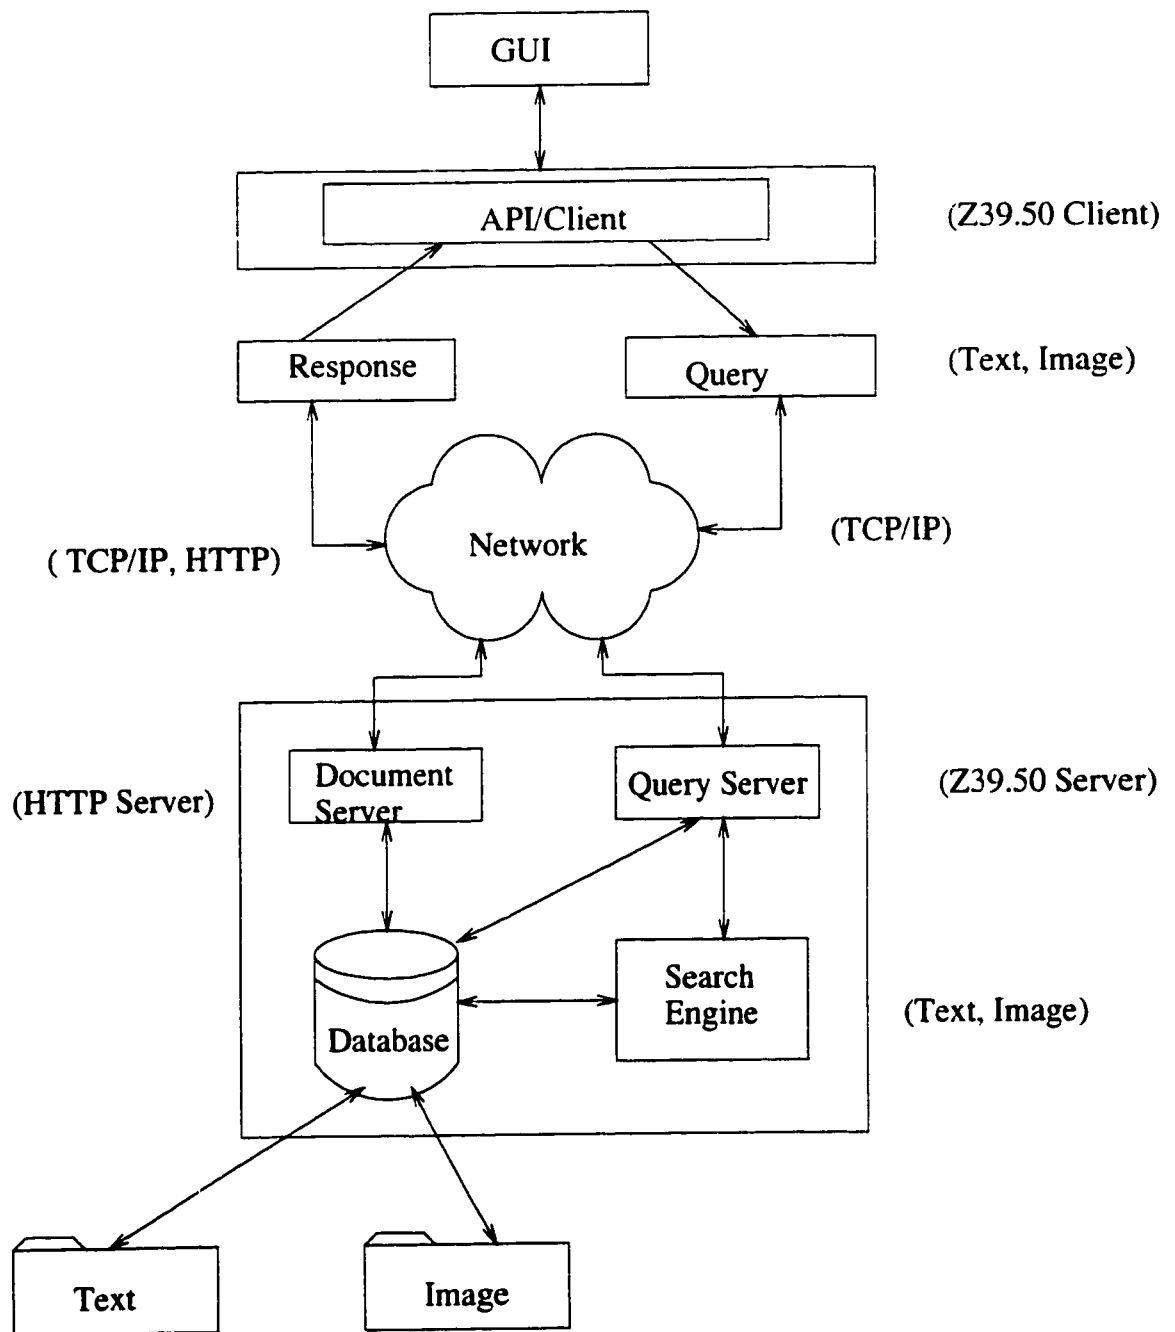 GUI
API/Client
(Z39.50 Client)
Response
Query
(Text, Image)
Network
(TCP/IP)
( TCP/IP, HTTP)
Document
Server
Query Server
(HTTP Server)
(Z39.50 Server)
Search
Engine
Database
(Text, Image)
Text
Image